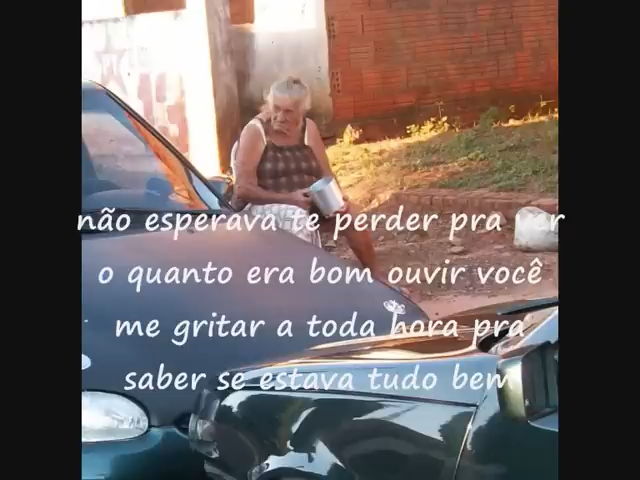 não esperava te perder pra ver
o quanto era bom ouvir você
me gritar a toda hora pra
saber se estava tudo bem